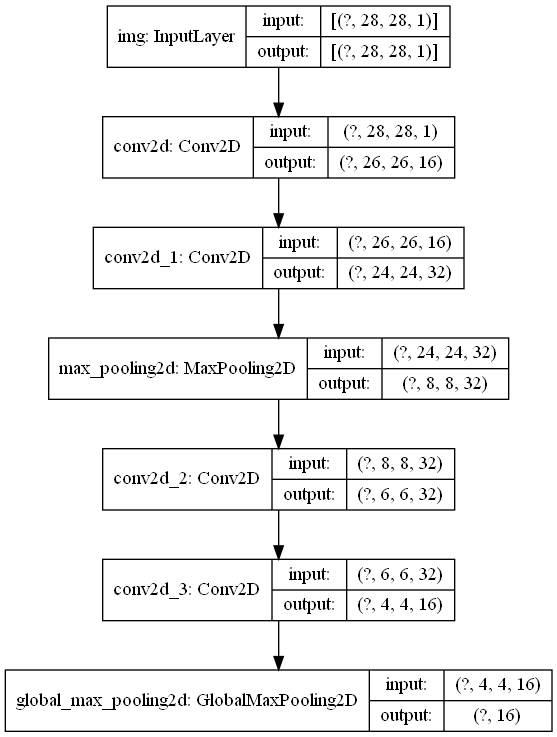 img: InputLayer
input: [(?, 28, 28, 1)]
output: [(?, 28, 28, 1)]
conv2d: Conv2D
input: (?, 28, 28, 1)
output: (?, 26, 26, 16)
conv2d_1: Conv2D
input: (?, 26, 26, 16)
output: (?, 24, 24, 32)
max_pooling2d: MaxPooling2D
input: (?, 24, 24, 32)
output: (?, 8, 8, 32)
conv2d_2: Conv2D
input: (?, 8, 8, 32)
output: (?, 6, 6, 32)
conv2d_3: Conv2D
input: (?, 6, 6, 32)
output: (?, 4, 4, 16)
global_max_pooling2d: GlobalMaxPooling2D
input: (?, 4, 4, 16)
output: (?, 16)